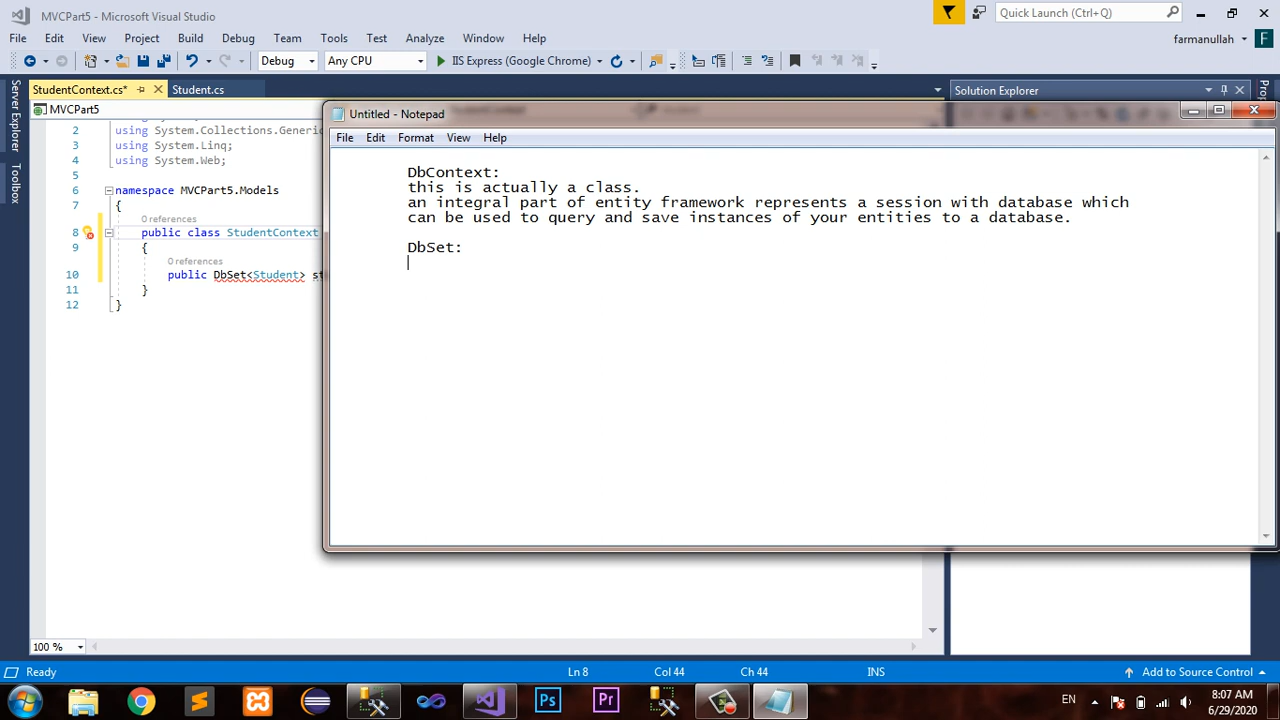 MVCPart5 - Microsoft Visual Studio
Quick Launch (Ctrl+Q)
File Edit View Project Build Debug Team Tools Test Analyze Window Help
farmanullah F
Debug Any CPU IIS Express (Google Chrome)
StudentContext.cs* Student.cs
Solution Explorer
MVCPart5
Server Explorer
Toolbox
2 using System.Collections.Generic
3 using System.Linq;
4 using System.Web;
5
6 namespace MVCPart5.Models
7 {
0 references
8 public class StudentContext
9 {
0 references
10 public DbSet<Student> st
11 }
12 }
Untitled - Notepad
File Edit Format View Help
DbContext:
this is actually a class.
an integral part of entity framework represents a session with database which
can be used to query and save instances of your entities to a database.
DbSet:
100 %
Ready Ln 8 Col 44 Ch 44 INS Add to Source Control
Ps Pr
EN
8:07 AM
6/29/2020